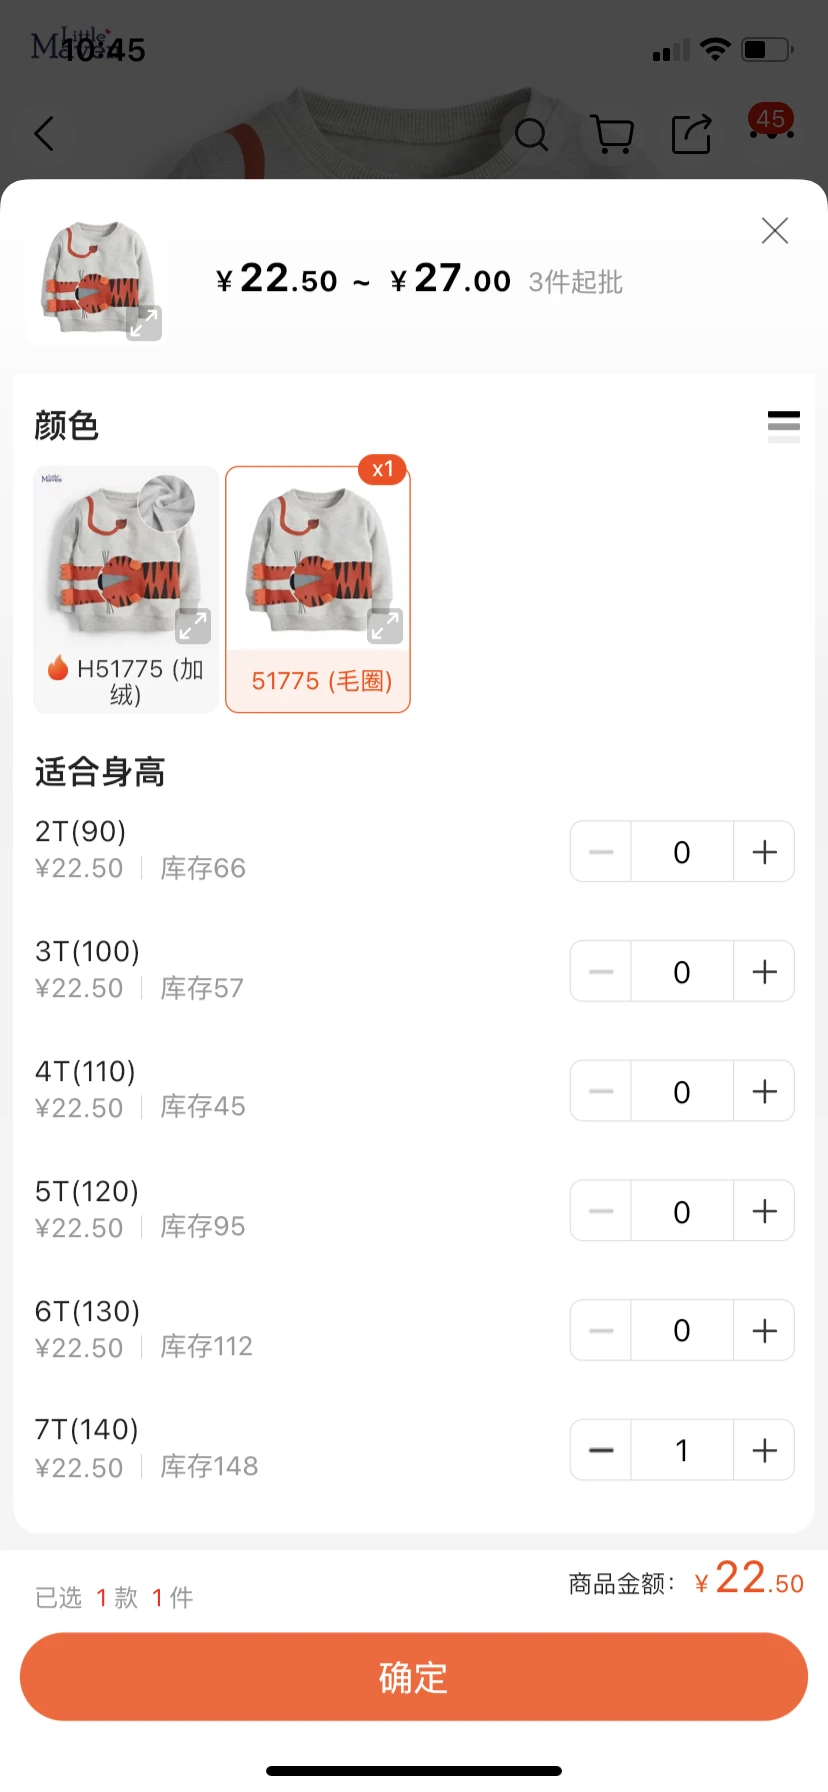 Little
Maven
10:45
45
¥22.50 ~ ¥27.00 3件起批
颜色
x1
Little
Maven
H51775 (加
绒)
51775 (毛圈)
适合身高
2T(90)
¥22.50 库存66
0
3T(100)
¥22.50 库存57
0
4T(110)
¥22.50 库存45
0
5T(120)
¥22.50 库存95
0
6T(130)
¥22.50 库存112
0
7T(140)
¥22.50 库存148
1
已选 1 款 1 件
商品金额: ¥22.50
确定